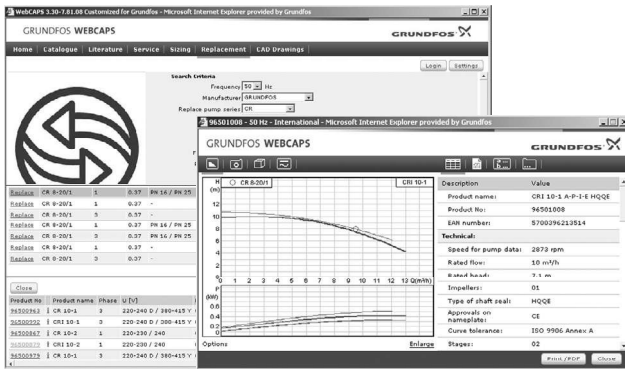 WebCAPS 3.30-7.01.08 Customized for Grundfos - Microsoft Internet Explorer provided by Grundfos
GRUNDFOS WEBCAPS
GRUNDFOS
Home Catalogue Literature Service Sizing Replacement CAD Drawings
Login Settings
Search Criteria
Frequency 50 Hz
Manufacturer GRUNDFOS
Replace pump series CR
Replace CR 8-20/1 1 0.37 PN 16 / PN 25
Replace CR 8-20/1 1 0.37 -
Replace CR 8-20/1 3 0.37 -
Replace CR 8-20/1 1 0.37 PN 16 / PN 25
Replace CR 8-20/1 3 0.37 PN 16 / PN 25
Replace CR 8-20/1 3 0.37 -
Close
Product No Product name Phase U [V]
96500963 CR 10-1 3 220-240 D / 380-415 Y
CRI 10-1 3 220-240 D / 380-415 Y
CR 10-2 1 220-230 / 240
CRI 10-2 1 220-230 / 240
96500979 CR 10-1 3 220-240 D / 380-415 Y
96501008 - 50 Hz - International - Microsoft Internet Explorer provided by Grundfos
GRUNDFOS WEBCAPS
GRUNDFOS
H
(m)
CR 8-20/1
CRI 10-1
12
10
8
6
4
2
0
0 1 2 3 4 5 6 7 8 9 10 11 12 13 Q(m³/h)
P
(kW)
0.6
0.4
0.2
0.0
Options
Enlarge
Description Value
Product name: CRI 10-1 A-P-I-E HQQE
Product No: 96501008
EAN number: 5700396213514
Technical:
Speed for pump data: 2873 rpm
Rated flow: 10 m³/h
Rated head: 7.1 m
Impellers: 01
Type of shaft seal: HQQE
Approvals on nameplate: CE
Curve tolerance: ISO 9906 Annex A
Stages: 02
Print/PDF Close